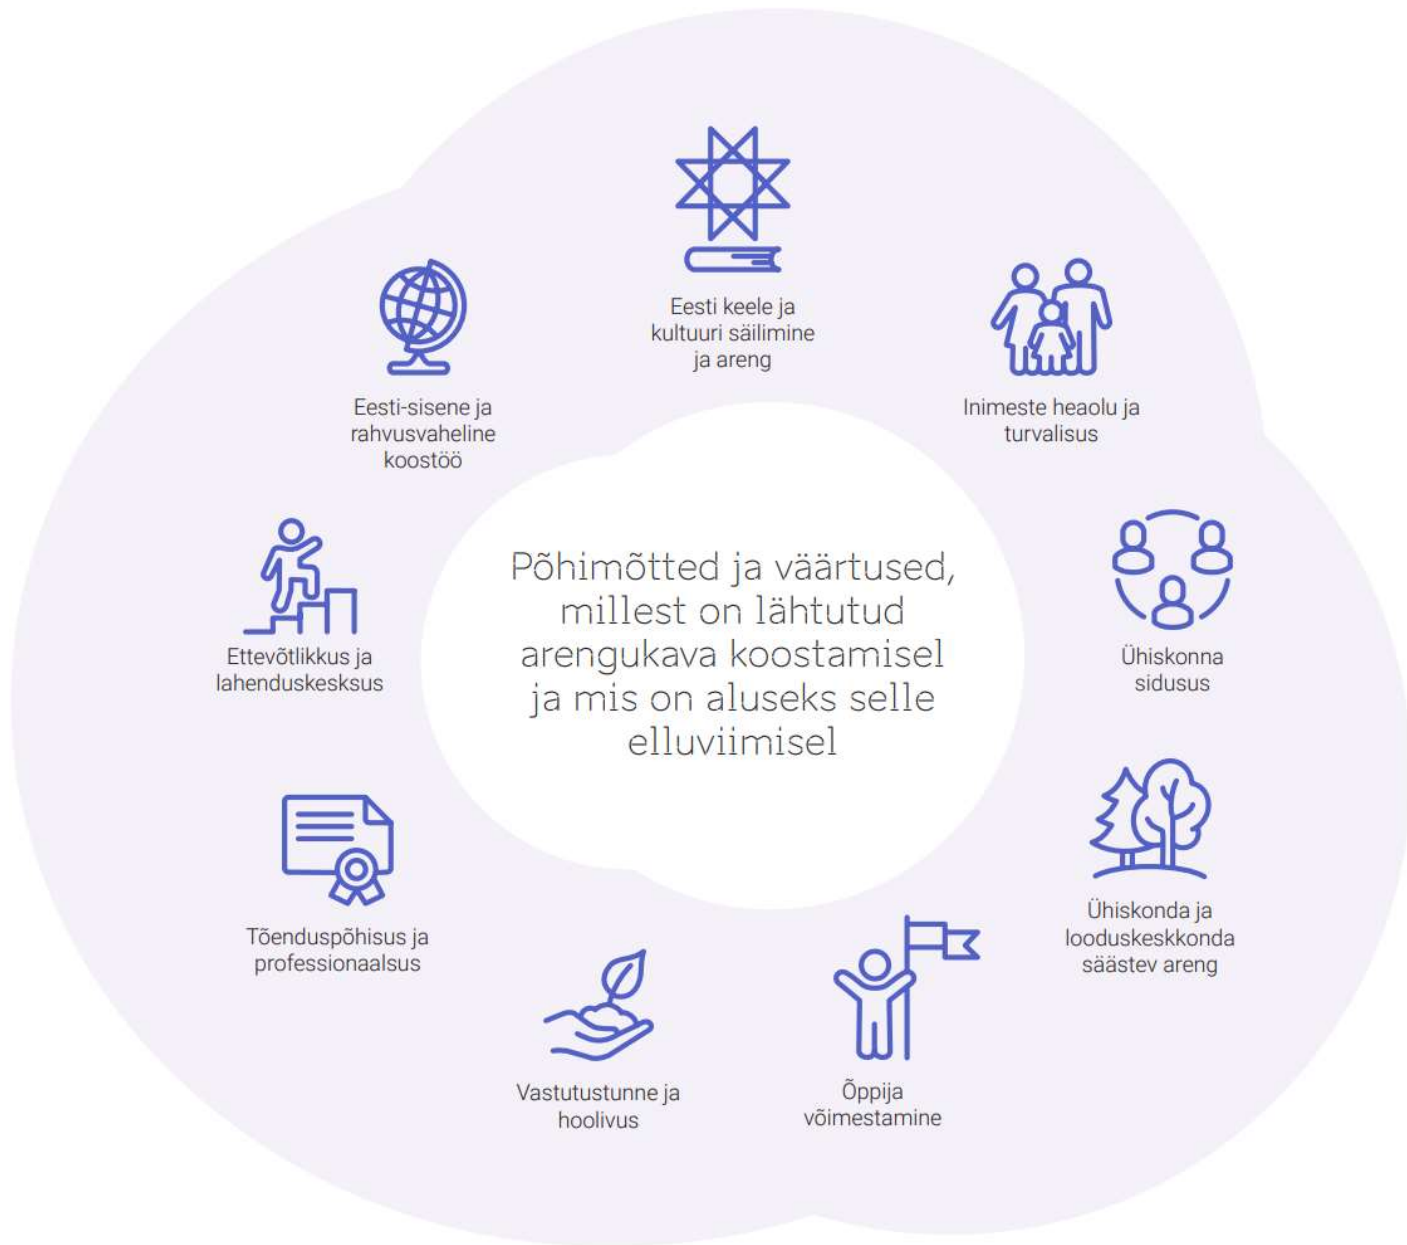 Eesti keele ja
kultuuri säilimine
ja areng
Inimeste heaolu ja
turvalisus
Ühiskonna
sidusus
Ühiskonda ja
looduskeskkonda
säästev areng
Õppija
võimestamine
Vastutustunne ja
hoolivus
Tõenduspõhisus ja
professionaalsus
Ettevõtlikkus ja
lahenduskesksus
Eesti-sisene ja
rahvusvaheline
koostöö
Põhimõtted ja väärtused,
millest on lähtutud
arengukava koostamisel
ja mis on aluseks selle
elluviimisel